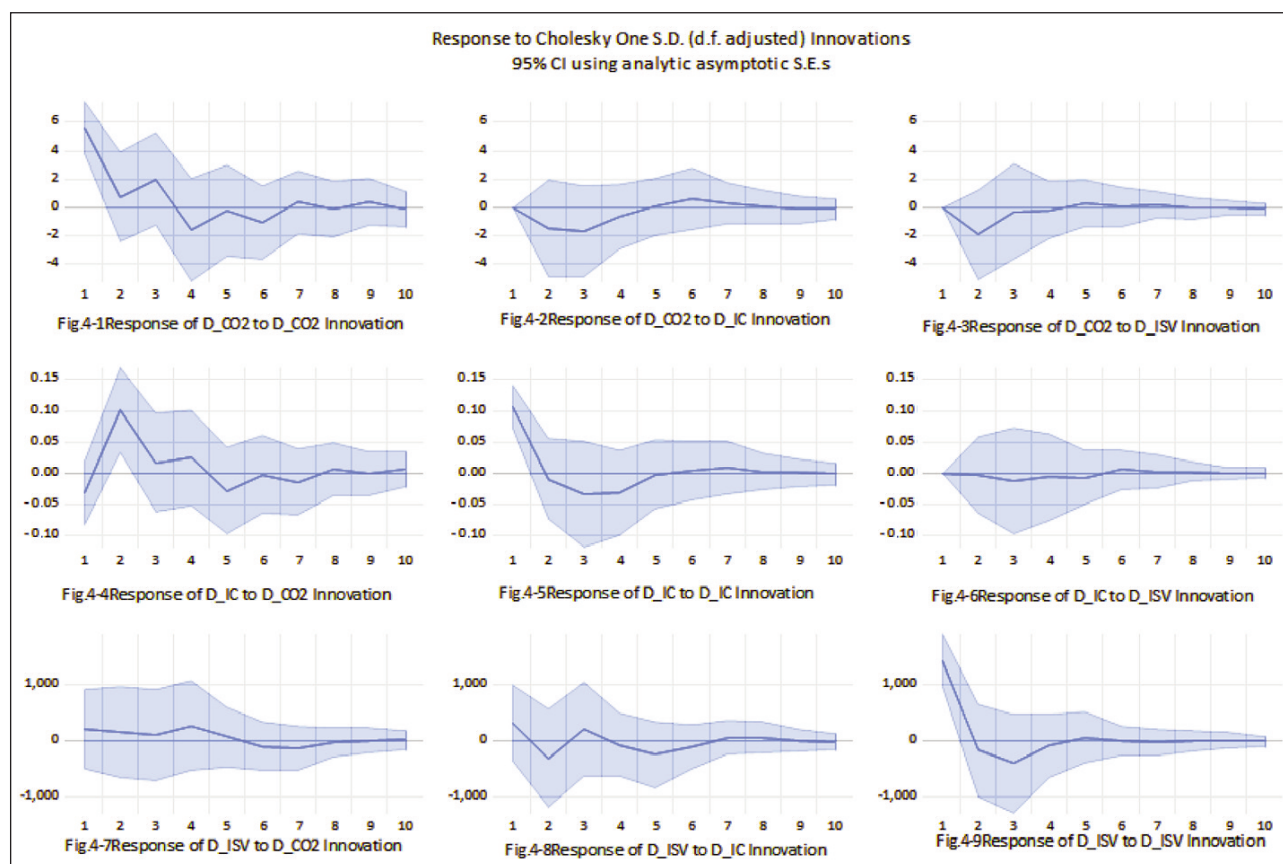 Response to Cholesky One S.D. (d.f. adjusted) Innovations
95% CI using analytic asymptotic S.E.s
6
4
2
0
-2
-4
1 2 3 4 5 6 7 8 9 10
Fig.4-1Response of D_CO2 to D_CO2 Innovation
6
4
2
0
-2
-4
1 2 3 4 5 6 7 8 9 10
Fig.4-2Response of D_CO2 to D_IC Innovation
6
4
2
0
-2
-4
1 2 3 4 5 6 7 8 9 10
Fig.4-3Response of D_CO2 to D_ISV Innovation
0.15
0.10
0.05
0.00
-0.05
-0.10
1 2 3 4 5 6 7 8 9 10
Fig.4-4Response of D_IC to D_CO2 Innovation
0.15
0.10
0.05
0.00
-0.05
-0.10
1 2 3 4 5 6 7 8 9 10
Fig.4-5Response of D_IC to D_IC Innovation
0.15
0.10
0.05
0.00
-0.05
-0.10
1 2 3 4 5 6 7 8 9 10
Fig.4-6Response of D_IC to D_ISV Innovation
1,000
0
-1,000
1 2 3 4 5 6 7 8 9 10
Fig.4-7Response of D_ISV to D_CO2 Innovation
1,000
0
-1,000
1 2 3 4 5 6 7 8 9 10
Fig.4-8Response of D_ISV to D_IC Innovation
1,000
0
-1,000
1 2 3 4 5 6 7 8 9 10
Fig.4-9Response of D_ISV to D_ISV Innovation